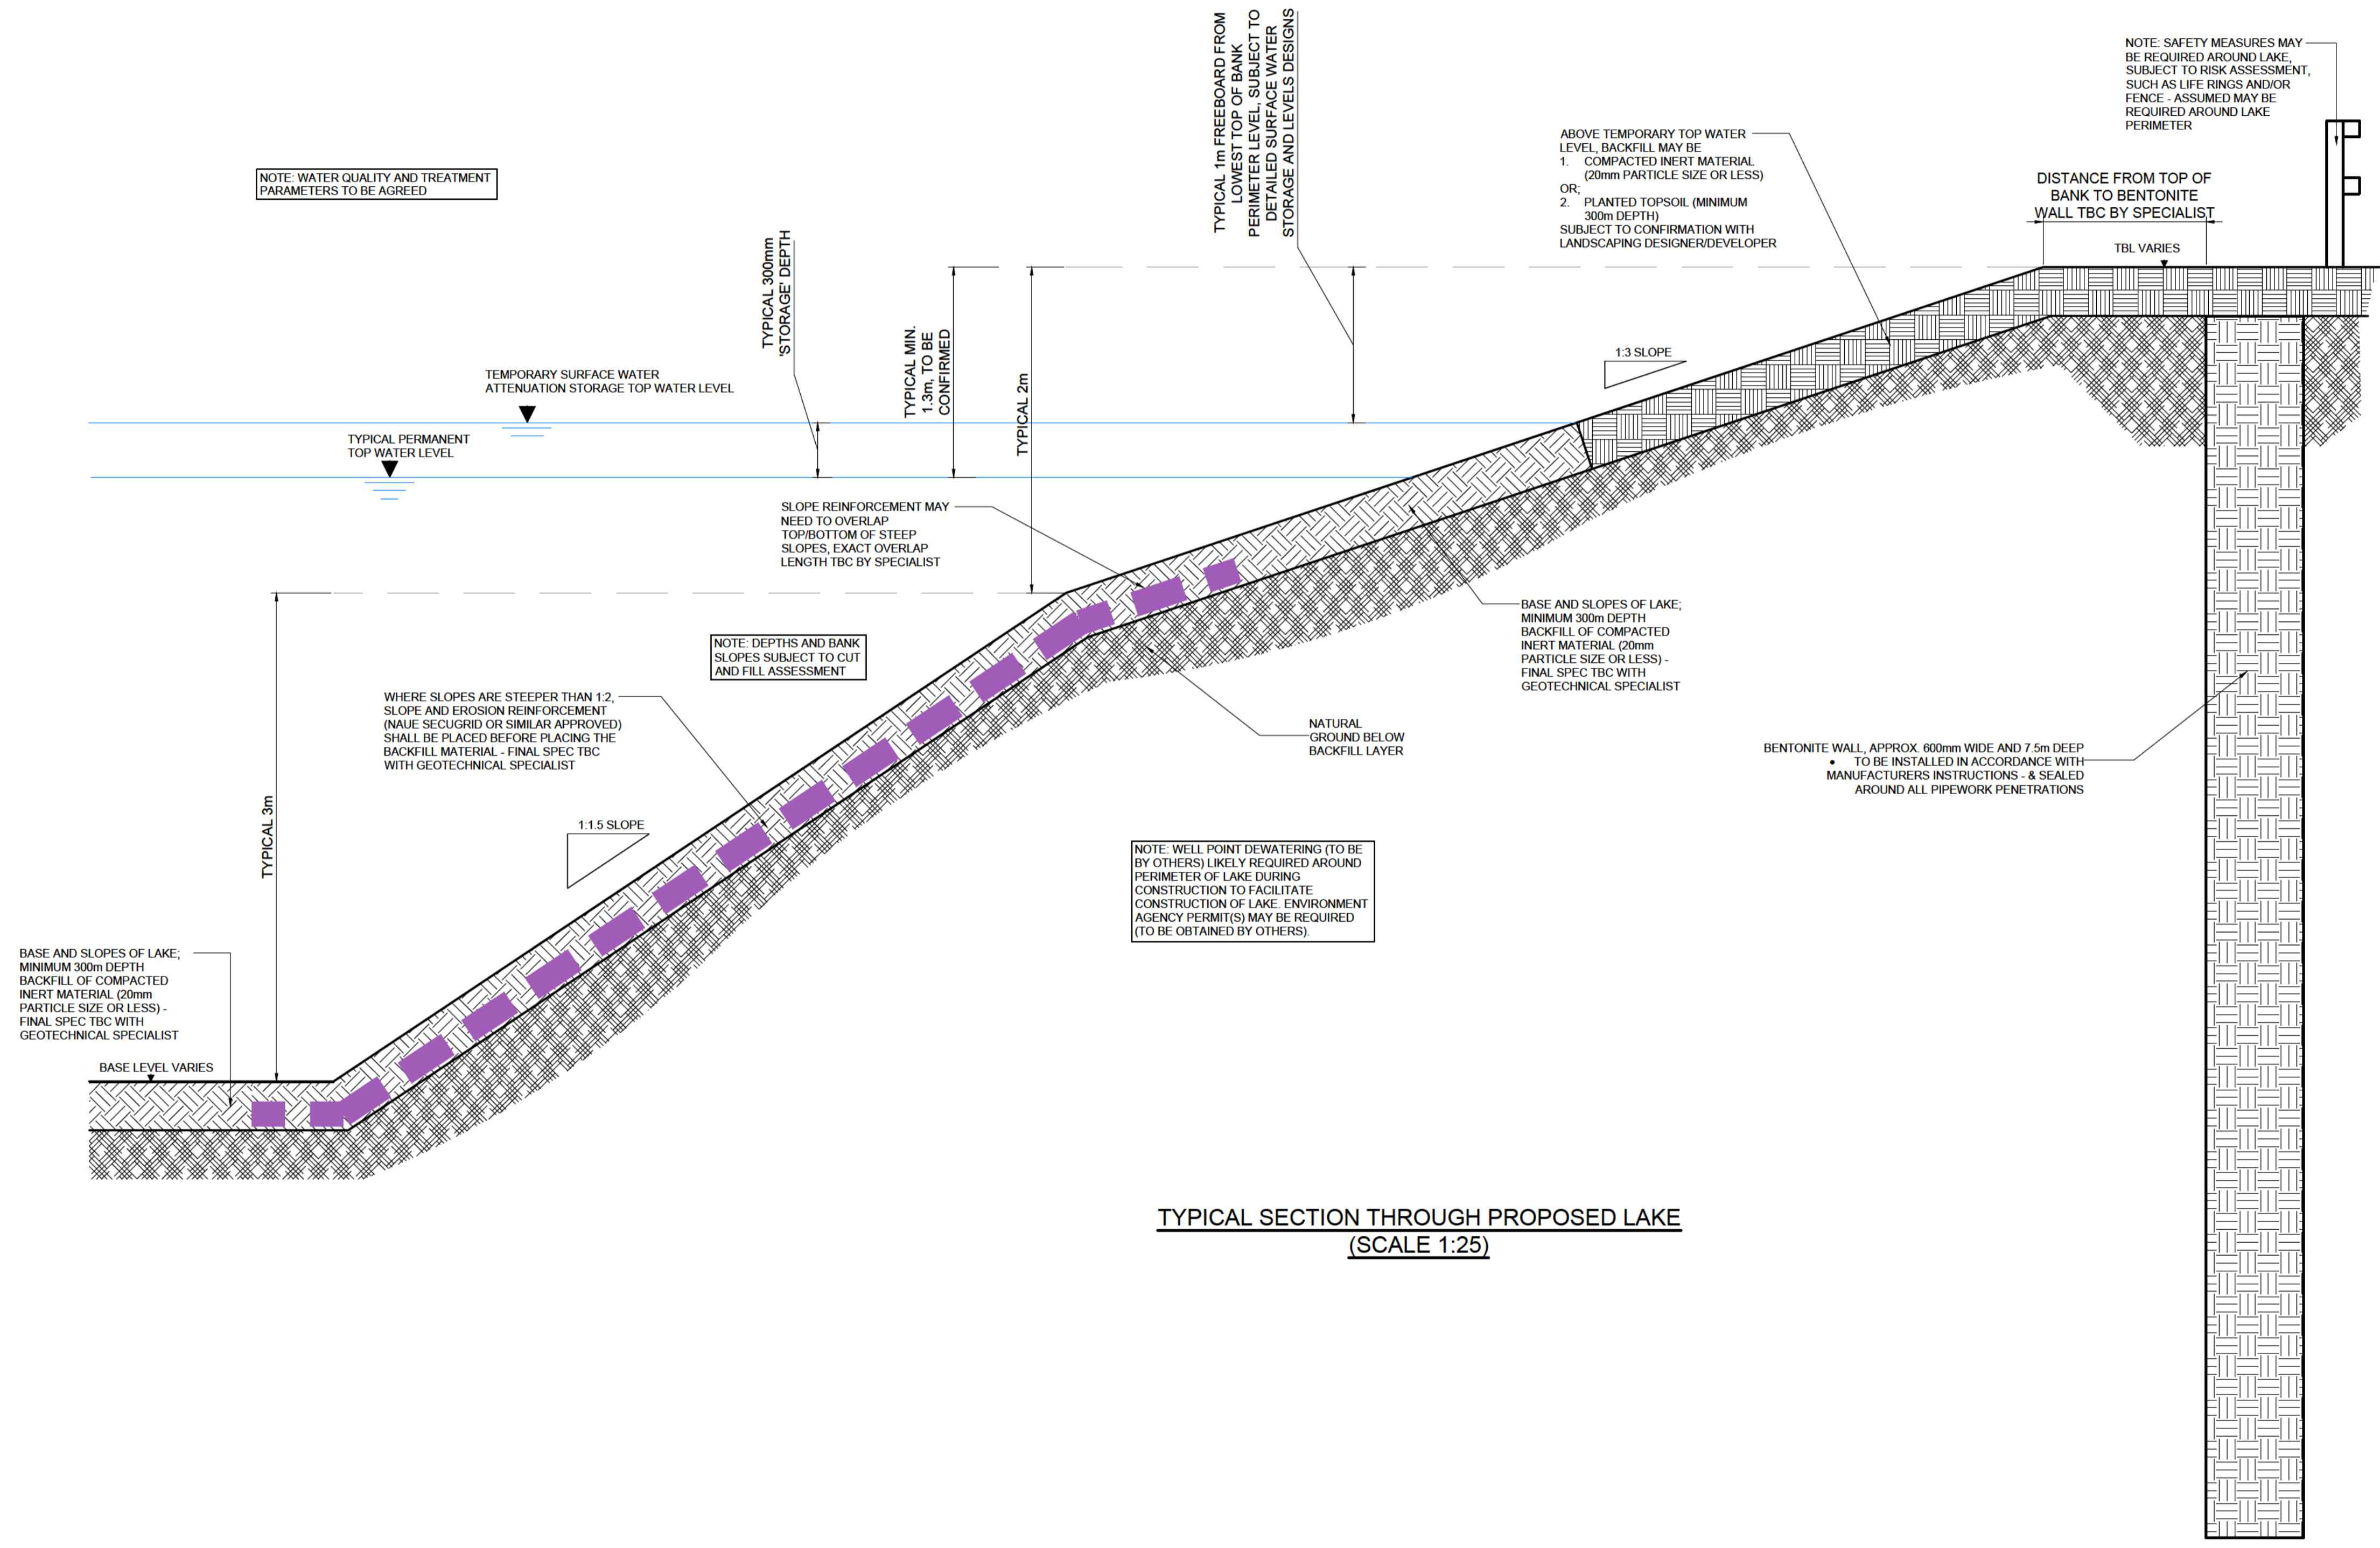 TYPICAL 1m FREEBOARD FROM
LOWEST TOP OF BANK
PERIMETER LEVEL, SUBJECT TO
DETAILED SURFACE WATER
STORAGE AND LEVELS DESIGNS
NOTE: SAFETY MEASURES MAY
BE REQUIRED AROUND LAKE,
SUBJECT TO RISK ASSESSMENT,
SUCH AS LIFE RINGS AND/OR
FENCE - ASSUMED MAY BE
REQUIRED AROUND LAKE
PERIMETER
ABOVE TEMPORARY TOP WATER
LEVEL, BACKFILL MAY BE
1. COMPACTED INERT MATERIAL
(20mm PARTICLE SIZE OR LESS)
OR;
2. PLANTED TOPSOIL (MINIMUM
300m DEPTH)
SUBJECT TO CONFIRMATION WITH
LANDSCAPING DESIGNER/DEVELOPER
NOTE: WATER QUALITY AND TREATMENT
PARAMETERS TO BE AGREED
DISTANCE FROM TOP OF
BANK TO BENTONITE
WALL TBC BY SPECIALIST
TBL VARIES
TYPICAL 300mm
'STORAGE' DEPTH
TYPICAL MIN.
1.3m, TO BE
CONFIRMED
TYPICAL 2m
1:3 SLOPE
TEMPORARY SURFACE WATER
ATTENUATION STORAGE TOP WATER LEVEL
TYPICAL PERMANENT
TOP WATER LEVEL
SLOPE REINFORCEMENT MAY
NEED TO OVERLAP
TOP/BOTTOM OF STEEP
SLOPES, EXACT OVERLAP
LENGTH TBC BY SPECIALIST
BASE AND SLOPES OF LAKE;
MINIMUM 300m DEPTH
BACKFILL OF COMPACTED
INERT MATERIAL (20mm
PARTICLE SIZE OR LESS) -
FINAL SPEC TBC WITH
GEOTECHNICAL SPECIALIST
NOTE: DEPTHS AND BANK
SLOPES SUBJECT TO CUT
AND FILL ASSESSMENT
WHERE SLOPES ARE STEEPER THAN 1:2,
SLOPE AND EROSION REINFORCEMENT
(NAUE SECUGRID OR SIMILAR APPROVED)
SHALL BE PLACED BEFORE PLACING THE
BACKFILL MATERIAL - FINAL SPEC TBC
WITH GEOTECHNICAL SPECIALIST
NATURAL
GROUND BELOW
BACKFILL LAYER
BENTONITE WALL, APPROX. 600mm WIDE AND 7.5m DEEP
• TO BE INSTALLED IN ACCORDANCE WITH
MANUFACTURERS INSTRUCTIONS - & SEALED
AROUND ALL PIPEWORK PENETRATIONS
TYPICAL 3m
1:1.5 SLOPE
NOTE: WELL POINT DEWATERING (TO BE
BY OTHERS) LIKELY REQUIRED AROUND
PERIMETER OF LAKE DURING
CONSTRUCTION TO FACILITATE
CONSTRUCTION OF LAKE. ENVIRONMENT
AGENCY PERMIT(S) MAY BE REQUIRED
(TO BE OBTAINED BY OTHERS).
BASE AND SLOPES OF LAKE;
MINIMUM 300m DEPTH
BACKFILL OF COMPACTED
INERT MATERIAL (20mm
PARTICLE SIZE OR LESS) -
FINAL SPEC TBC WITH
GEOTECHNICAL SPECIALIST
BASE LEVEL VARIES
TYPICAL SECTION THROUGH PROPOSED LAKE
(SCALE 1:25)